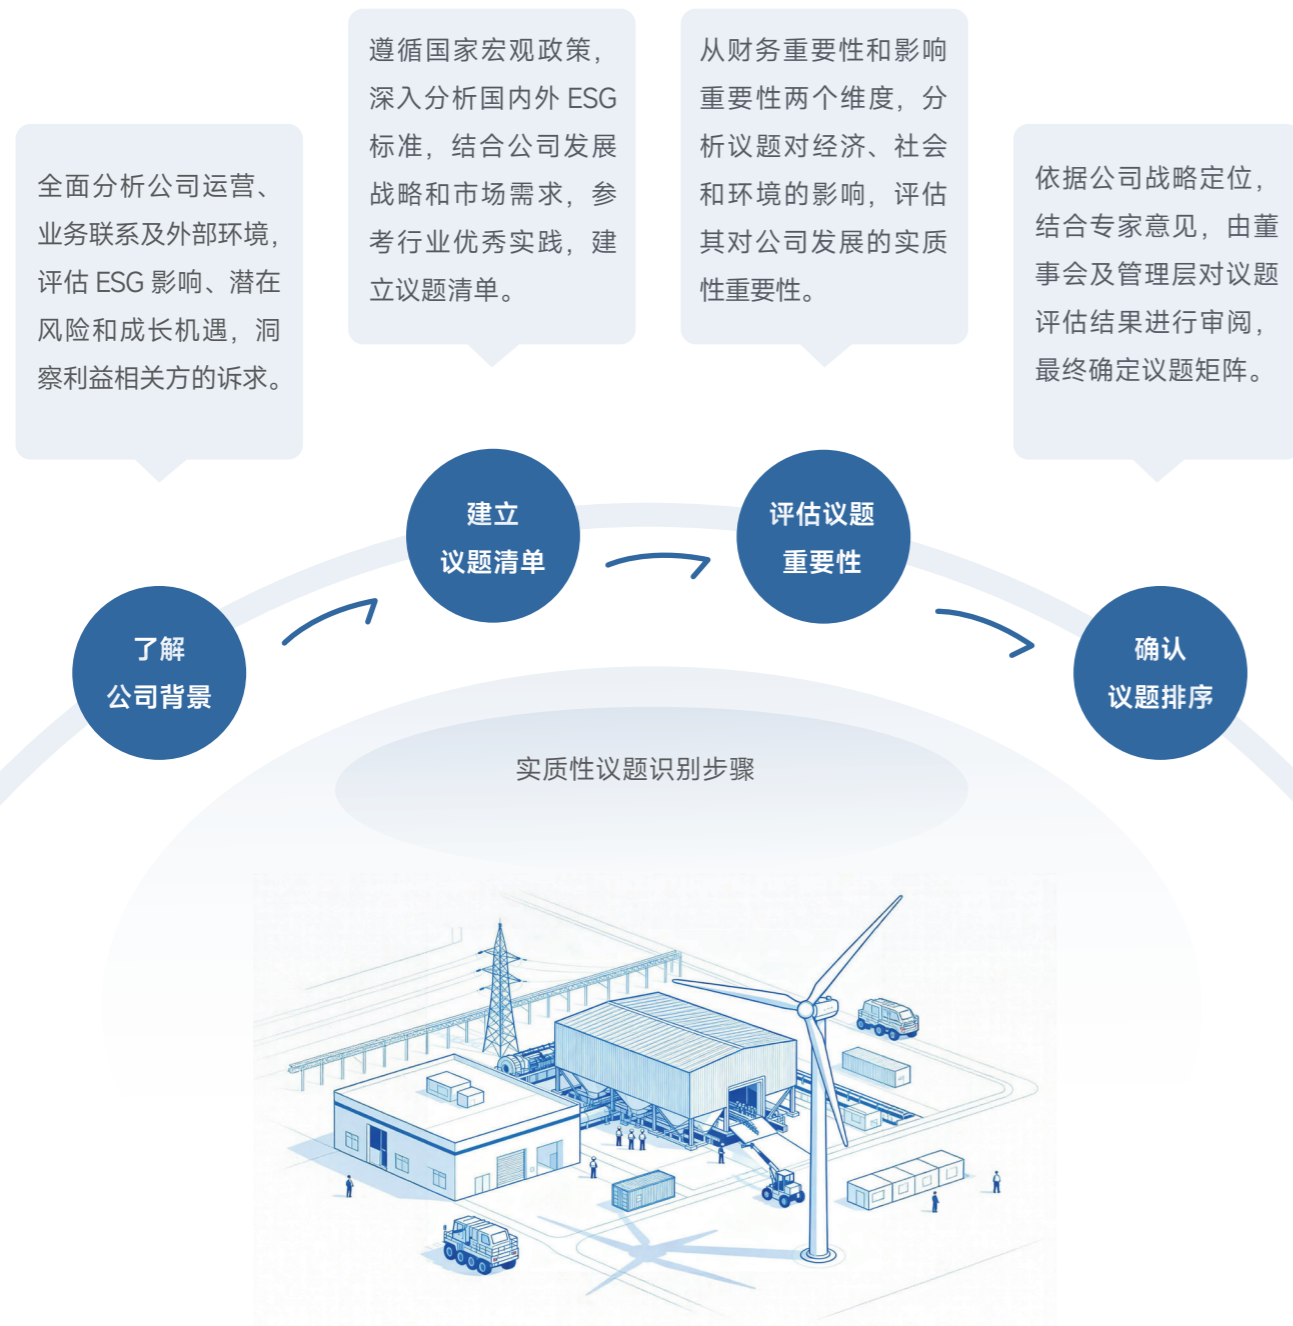 全面分析公司运营、
业务联系及外部环境，
评估 ESG 影响、潜在
风险和成长机遇，洞
察利益相关方的诉求。
遵循国家宏观政策，
深入分析国内外 ESG
标准，结合公司发展
战略和市场需求，参
考行业优秀实践，建
立议题清单。
从财务重要性和影响
重要性两个维度，分
析议题对经济、社会
和环境的影响，评估
其对公司发展的实质
性重要性。
依据公司战略定位，
结合专家意见，由董
事会及管理层对议题
评估结果进行审阅，
最终确定议题矩阵。
了解
公司背景
建立
议题清单
评估议题
重要性
确认
议题排序
实质性议题识别步骤